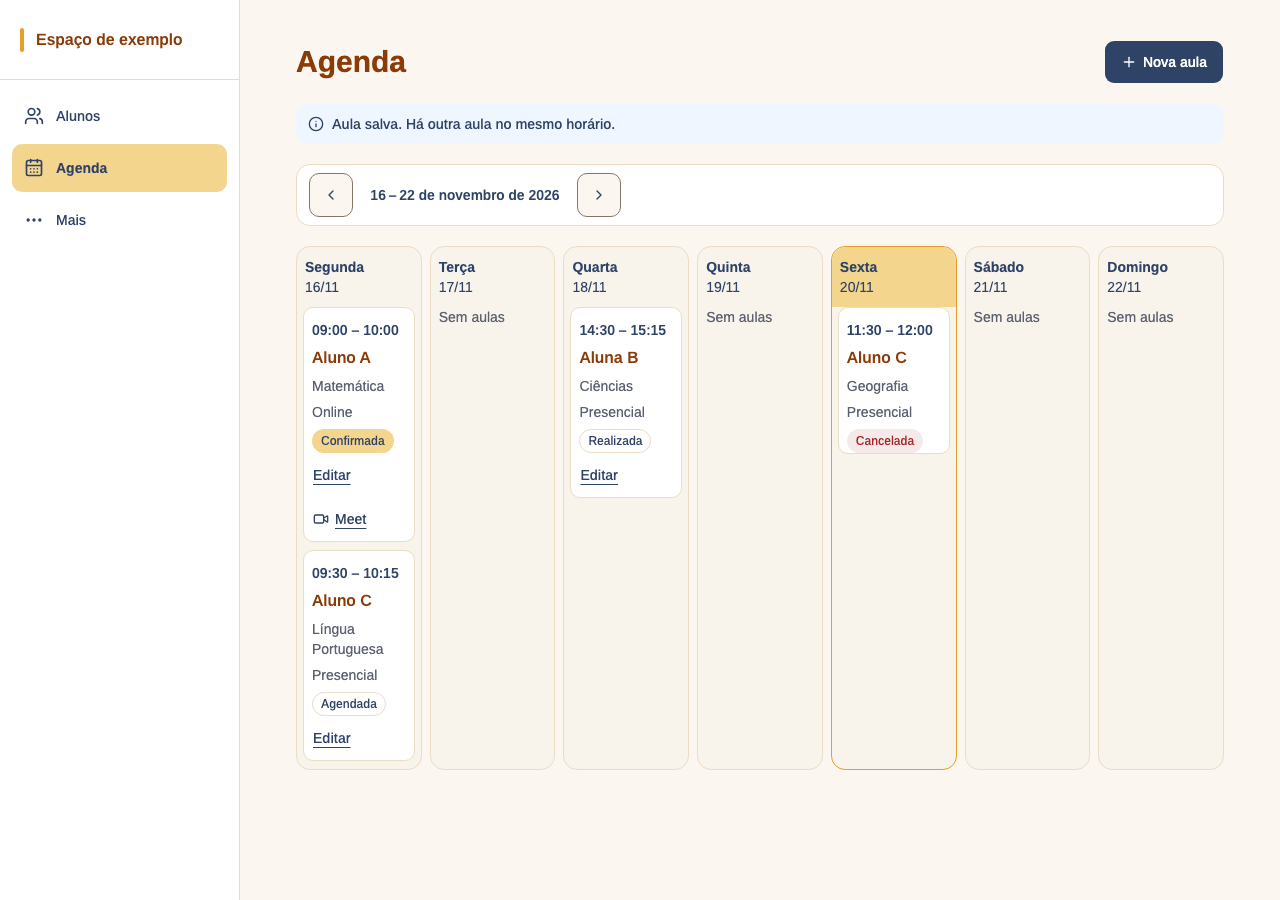 Espaço de exemplo
Alunos
Agenda
Mais
Agenda
Nova aula
Aula salva. Há outra aula no mesmo horário.
16 – 22 de novembro de 2026
Segunda
16/11
09:00 – 10:00
Aluno A
Matemática
Online
Confirmada
Editar
Meet
09:30 – 10:15
Aluno C
Língua
Portuguesa
Presencial
Agendada
Editar
Terça
17/11
Sem aulas
Quarta
18/11
14:30 – 15:15
Aluna B
Ciências
Presencial
Realizada
Editar
Quinta
19/11
Sem aulas
Sexta
20/11
11:30 – 12:00
Aluno C
Geografia
Presencial
Cancelada
Sábado
21/11
Sem aulas
Domingo
22/11
Sem aulas